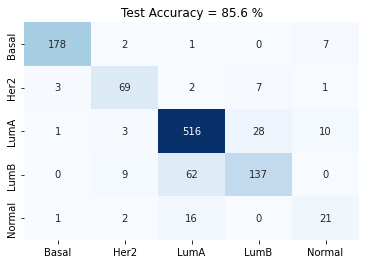 Test Accuracy = 85.6 %
Basal 178 2 1 0 7
Her2 3 69 2 7 1
LumA 1 3 516 28 10
LumB 0 9 62 137 0
Normal 1 2 16 0 21
Basal Her2 LumA LumB Normal